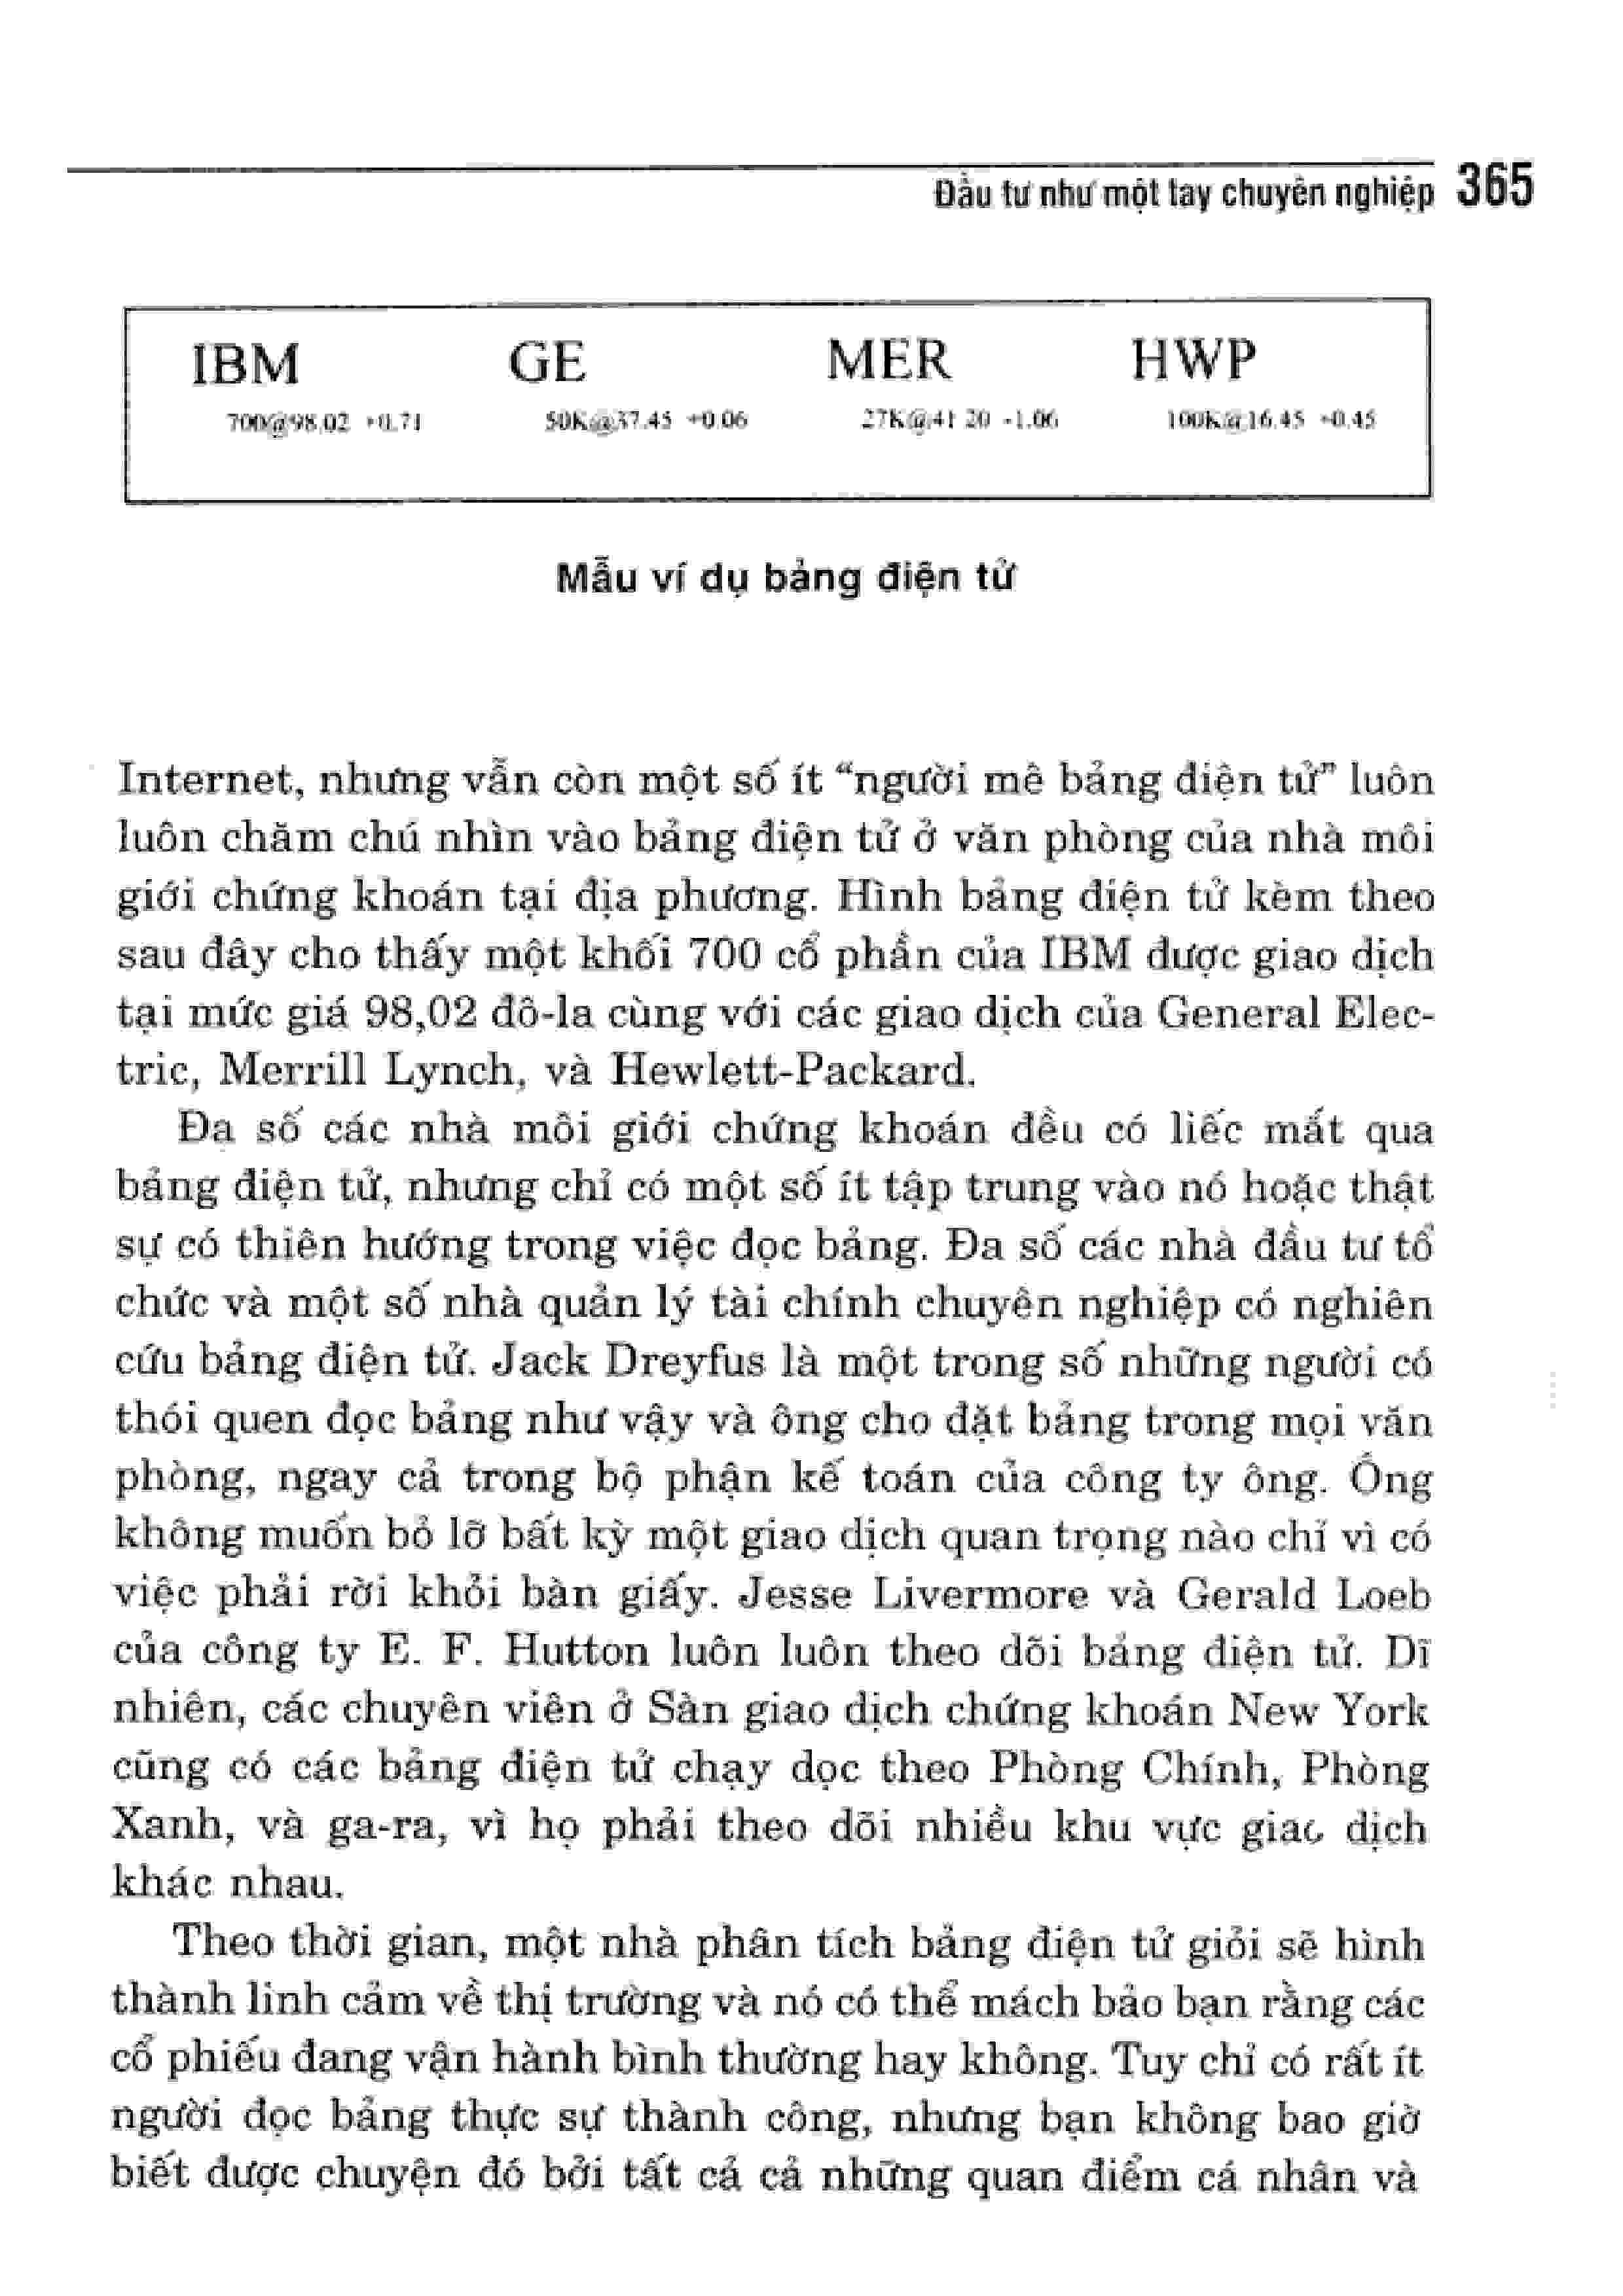 Đầu tư như một tay chuyên nghiệp 365
IBM GE MER HWP
700@98.02 +0.71 50K@37.45 +0.06 27K@41.20 -1.06 100K@16.45 +0.45
Mẫu ví dụ bảng điện tử
Internet, nhưng vẫn còn một số ít “người mê bảng điện tử” luôn
luôn chăm chú nhìn vào bảng điện tử ở văn phòng của nhà môi
giới chứng khoán tại địa phương. Hình bảng điện tử kèm theo
sau đây cho thấy một khối 700 cổ phần của IBM được giao dịch
tại mức giá 98,02 đô-la cùng với các giao dịch của General Elec-
tric, Merrill Lynch, và Hewlett-Packard.
Đa số các nhà môi giới chứng khoán đều có liếc mắt qua
bảng điện tử, nhưng chỉ có một số ít tập trung vào nó hoặc thật
sự có thiên hướng trong việc đọc bảng. Đa số các nhà đầu tư tổ
chức và một số nhà quản lý tài chính chuyên nghiệp có nghiên
cứu bảng điện tử. Jack Dreyfus là một trong số những người có
thói quen đọc bảng như vậy và ông cho đặt bảng trong mọi văn
phòng, ngay cả trong bộ phận kế toán của công ty ông. Ông
không muốn bỏ lỡ bất kỳ một giao dịch quan trọng nào chỉ vì có
việc phải rời khỏi bàn giấy. Jesse Livermore và Gerald Loeb
của công ty E. F. Hutton luôn luôn theo dõi bảng điện tử. Dĩ
nhiên, các chuyên viên ở Sàn giao dịch chứng khoán New York
cũng có các bảng điện tử chạy dọc theo Phòng Chính, Phòng
Xanh, và ga-ra, vì họ phải theo dõi nhiều khu vực giao dịch
khác nhau.
Theo thời gian, một nhà phân tích bảng điện tử giỏi sẽ hình
thành linh cảm về thị trường và nó có thể mách bảo bạn rằng các
cổ phiếu đang vận hành bình thường hay không. Tuy chỉ có rất ít
người đọc bảng thực sự thành công, nhưng bạn không bao giờ
biết được chuyện đó bởi tất cả cả những quan điểm cá nhân và